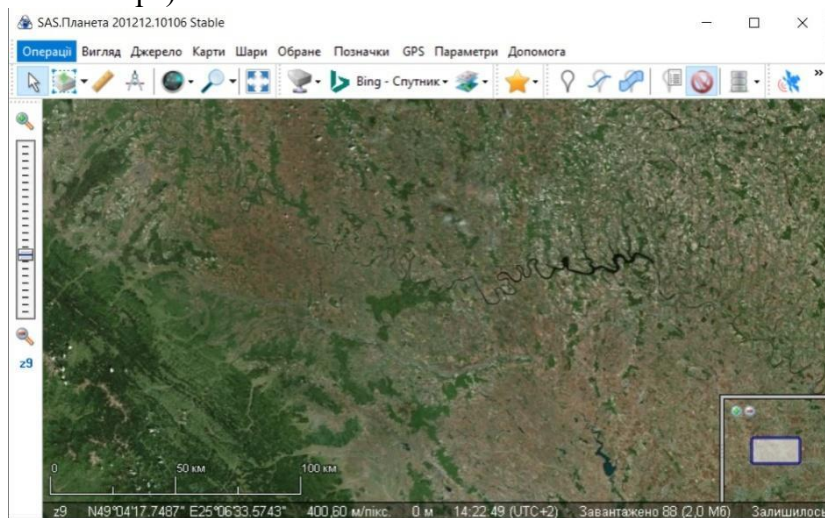 SAS.Планета 201212.10106 Stable
Операції Вигляд Джерело Карти Шари Обране Позначки GPS Параметри Допомога
Bing - Спутник
»
z9
0 50 км 100 км
z9 N49°04'17.7487" E25°06'33.5743" 400,60 м/пікс. 0 м 14:22:49 (UTC+2) Завантажено 88 (2,0 Мб) Залишилось